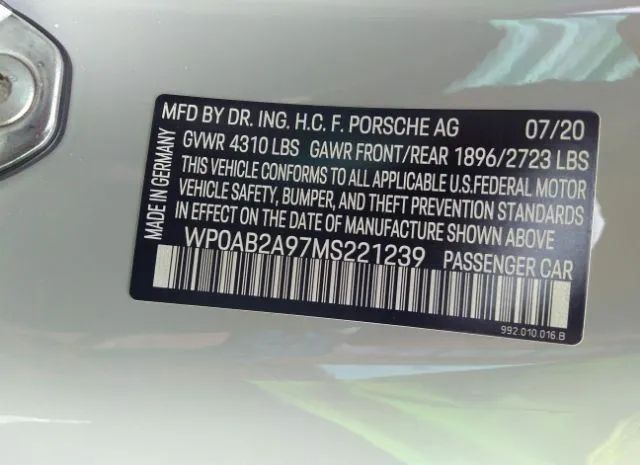 MFD BY DR. ING. H.C. F. PORSCHE AG 07/20
GVWR 4310 LBS GAWR FRONT/REAR 1896/2723 LBS
THIS VEHICLE CONFORMS TO ALL APPLICABLE U.S.FEDERAL MOTOR
VEHICLE SAFETY, BUMPER, AND THEFT PREVENTION STANDARDS
IN EFFECT ON THE DATE OF MANUFACTURE SHOWN ABOVE
WP0AB2A97MS221239 PASSENGER CAR
992.010.016.B
MADE IN GERMANY